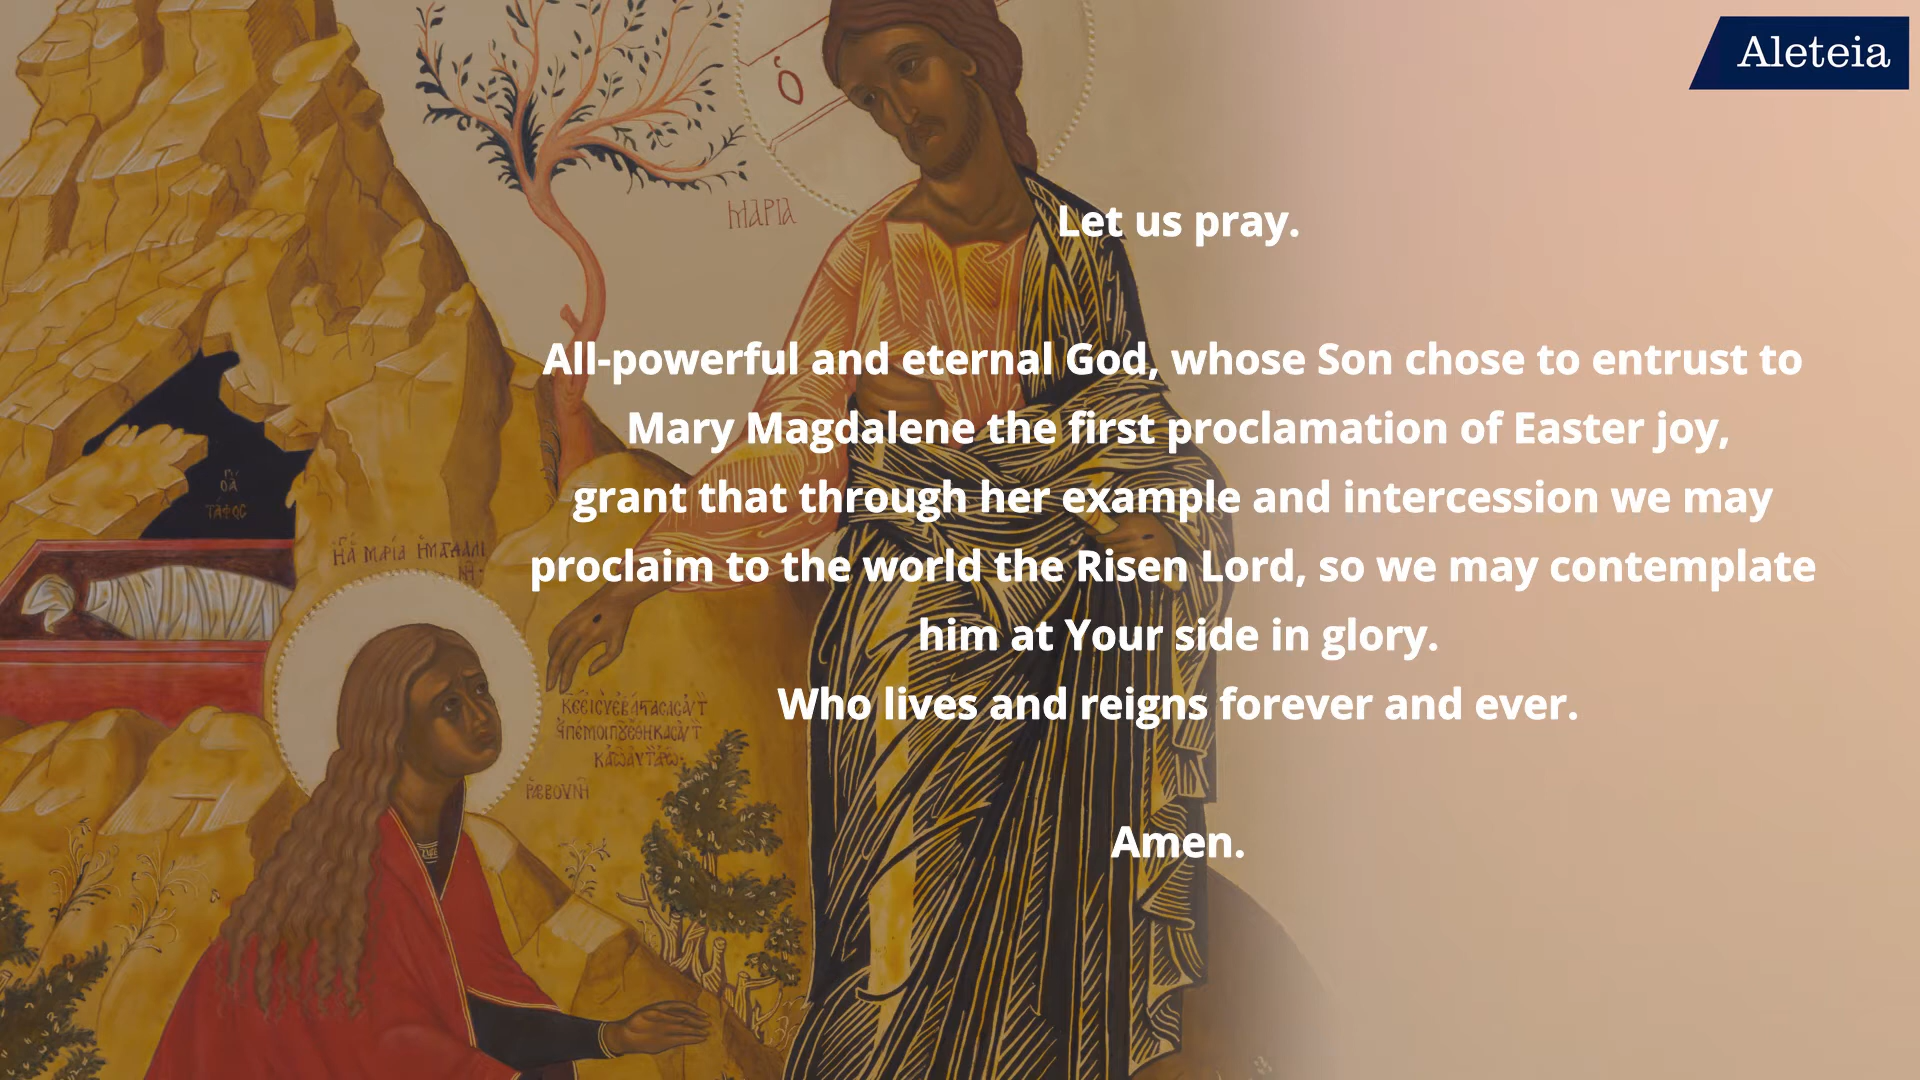 Aleteia
ὁ
ΜΑΡΙΑ
Let us pray.
All-powerful and eternal God, whose Son chose to entrust to
Mary Magdalene the first proclamation of Easter joy,
grant that through her example and intercession we may
proclaim to the world the Risen Lord, so we may contemplate
him at Your side in glory.
Who lives and reigns forever and ever.
Amen.